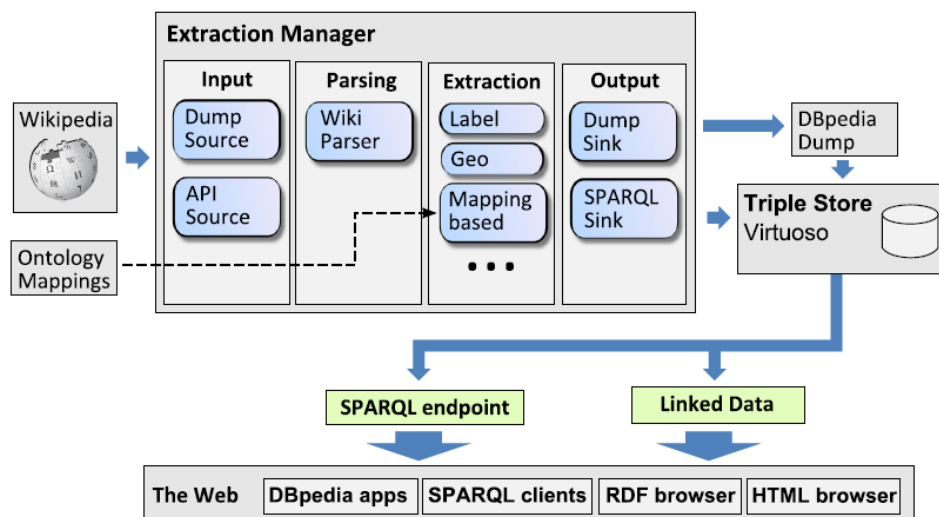 Extraction Manager
Input
Parsing
Extraction
Output
Wikipedia
Dump
Source
API
Source
Wiki
Parser
Label
Geo
Mapping
based
• • •
Dump
Sink
SPARQL
Sink
DBpedia
Dump
Triple Store
Virtuoso
Ontology
Mappings
SPARQL endpoint
Linked Data
The Web
DBpedia apps
SPARQL clients
RDF browser
HTML browser